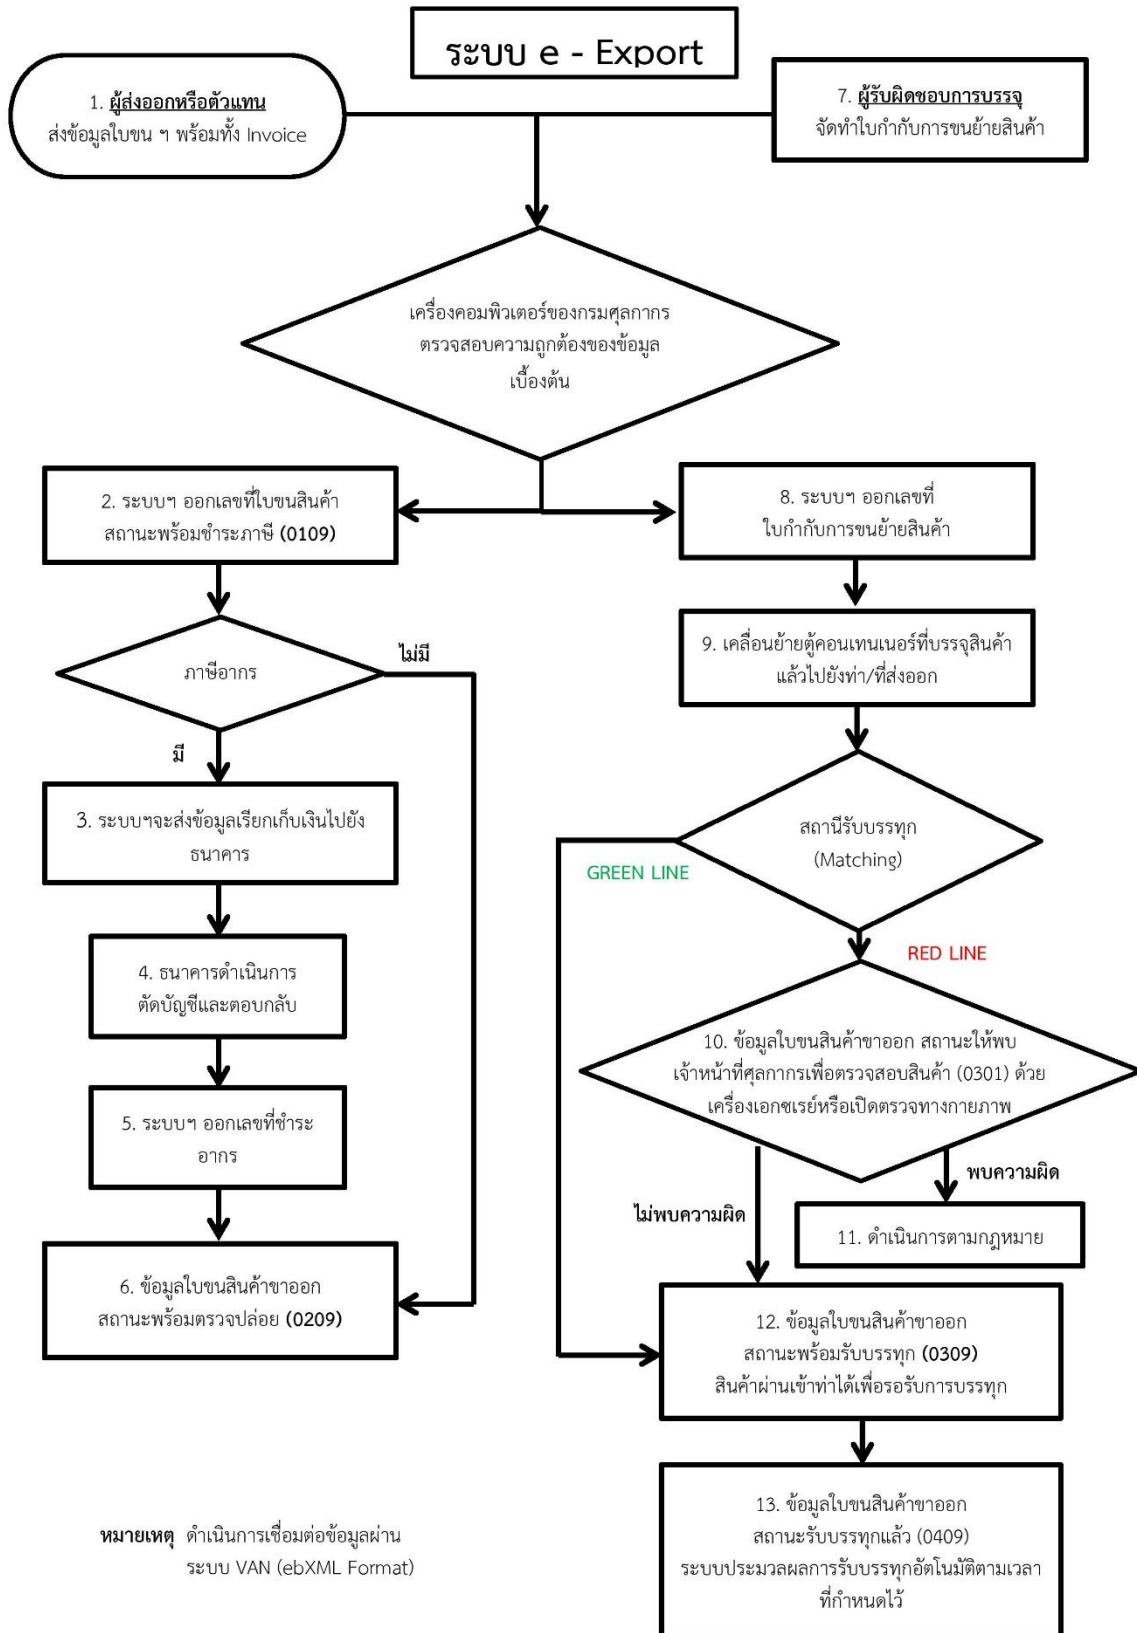 ระบบ e - Export
1. ผู้ส่งออกหรือตัวแทน
ส่งข้อมูลใบขน ฯ พร้อมทั้ง Invoice
7. ผู้รับผิดชอบการบรรจุ
จัดทำใบกำกับการขนย้ายสินค้า
เครื่องคอมพิวเตอร์ของกรมศุลกากร
ตรวจสอบความถูกต้องของข้อมูล
เบื้องต้น
2. ระบบฯ ออกเลขที่ใบขนสินค้า
สถานะพร้อมชำระภาษี (0109)
ภาษีอากร
ไม่มี
มี
3. ระบบฯจะส่งข้อมูลเรียกเก็บเงินไปยัง
ธนาคาร
4. ธนาคารดำเนินการ
ตัดบัญชีและตอบกลับ
5. ระบบฯ ออกเลขที่ชำระ
อากร
6. ข้อมูลใบขนสินค้าขาออก
สถานะพร้อมตรวจปล่อย (0209)
8. ระบบฯ ออกเลขที่
ใบกำกับการขนย้ายสินค้า
9. เคลื่อนย้ายตู้คอนเทนเนอร์ที่บรรจุสินค้า
แล้วไปยังท่า/ที่ส่งออก
สถานีรับบรรทุก
(Matching)
GREEN LINE
RED LINE
10. ข้อมูลใบขนสินค้าขาออก สถานะให้พบ
เจ้าหน้าที่ศุลกากรเพื่อตรวจสอบสินค้า (0301) ด้วย
เครื่องเอกซเรย์หรือเปิดตรวจทางกายภาพ
พบความผิด
ไม่พบความผิด
11. ดำเนินการตามกฎหมาย
12. ข้อมูลใบขนสินค้าขาออก
สถานะพร้อมรับบรรทุก (0309)
สินค้าผ่านเข้าท่าได้เพื่อรอรับการบรรทุก
13. ข้อมูลใบขนสินค้าขาออก
สถานะรับบรรทุกแล้ว (0409)
ระบบประมวลผลการรับบรรทุกอัตโนมัติตามเวลา
ที่กำหนดไว้
หมายเหตุ ดำเนินการเชื่อมต่อข้อมูลผ่าน
ระบบ VAN (ebXML Format)